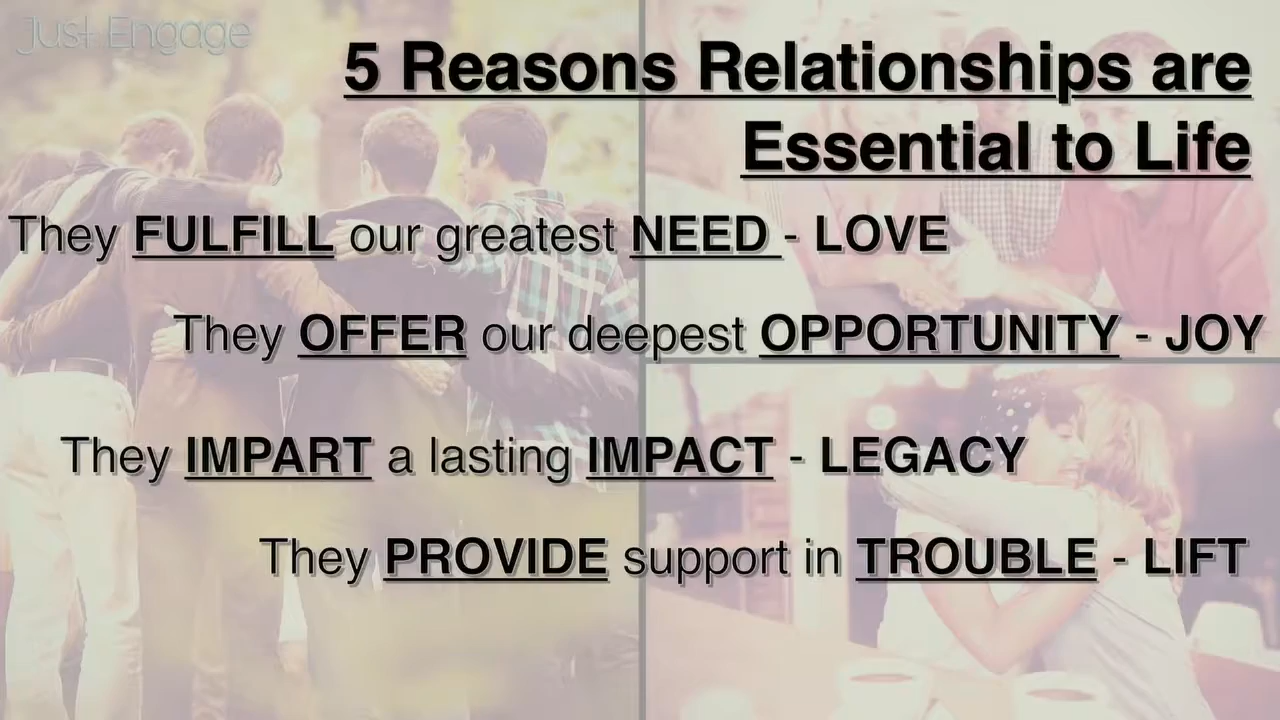 Just Engage
5 Reasons Relationships are
Essential to Life
They FULFILL our greatest NEED - LOVE
They OFFER our deepest OPPORTUNITY - JOY
They IMPART a lasting IMPACT - LEGACY
They PROVIDE support in TROUBLE - LIFT